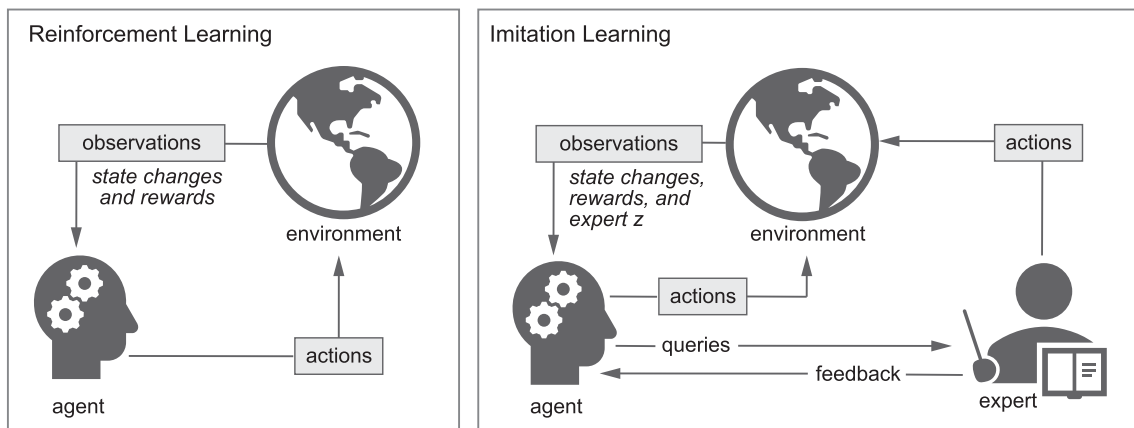 Reinforcement Learning
observations
state changes
and rewards
environment
actions
agent
Imitation Learning
observations
state changes,
rewards, and
expert z
environment
actions
actions
queries
feedback
agent
expert